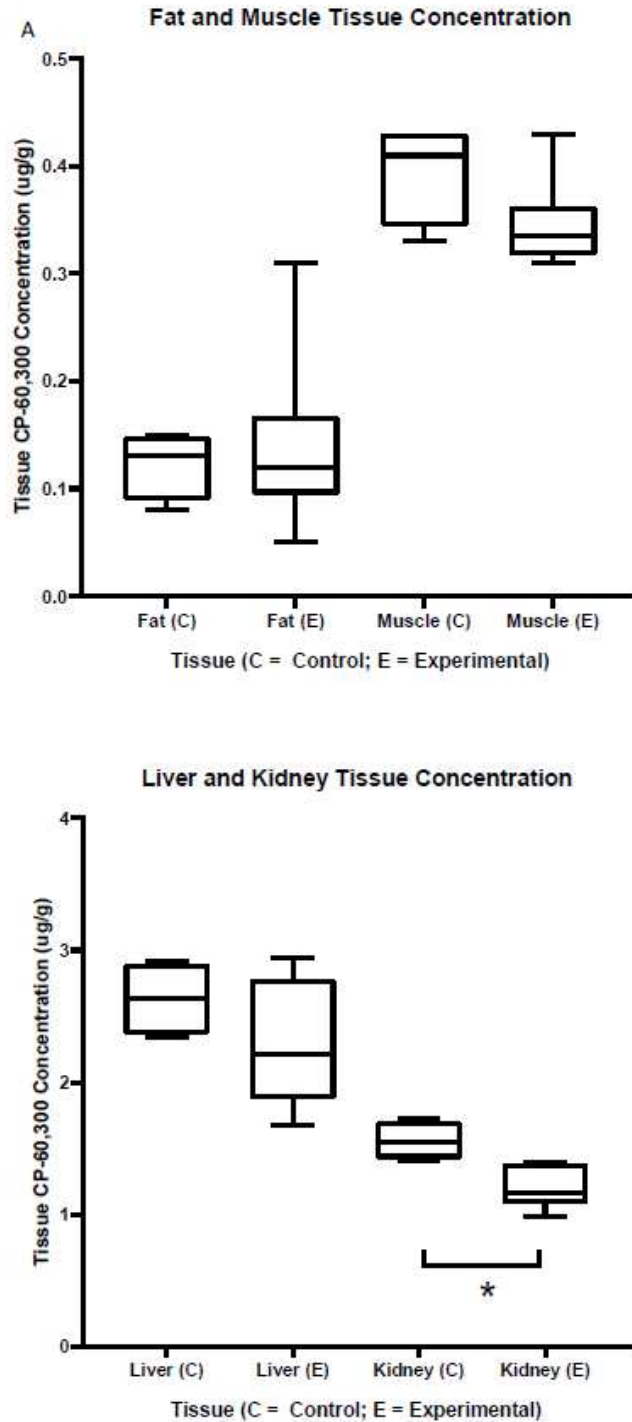 A
Fat and Muscle Tissue Concentration
Tissue CP-60,300 Concentration (ug/g)
0.5
0.4
0.3
0.2
0.1
0.0
Fat (C) Fat (E) Muscle (C) Muscle (E)
Tissue (C = Control; E = Experimental)
Liver and Kidney Tissue Concentration
Tissue CP-60,300 Concentration (ug/g)
4
3
2
1
0
*
Liver (C) Liver (E) Kidney (C) Kidney (E)
Tissue (C = Control; E = Experimental)